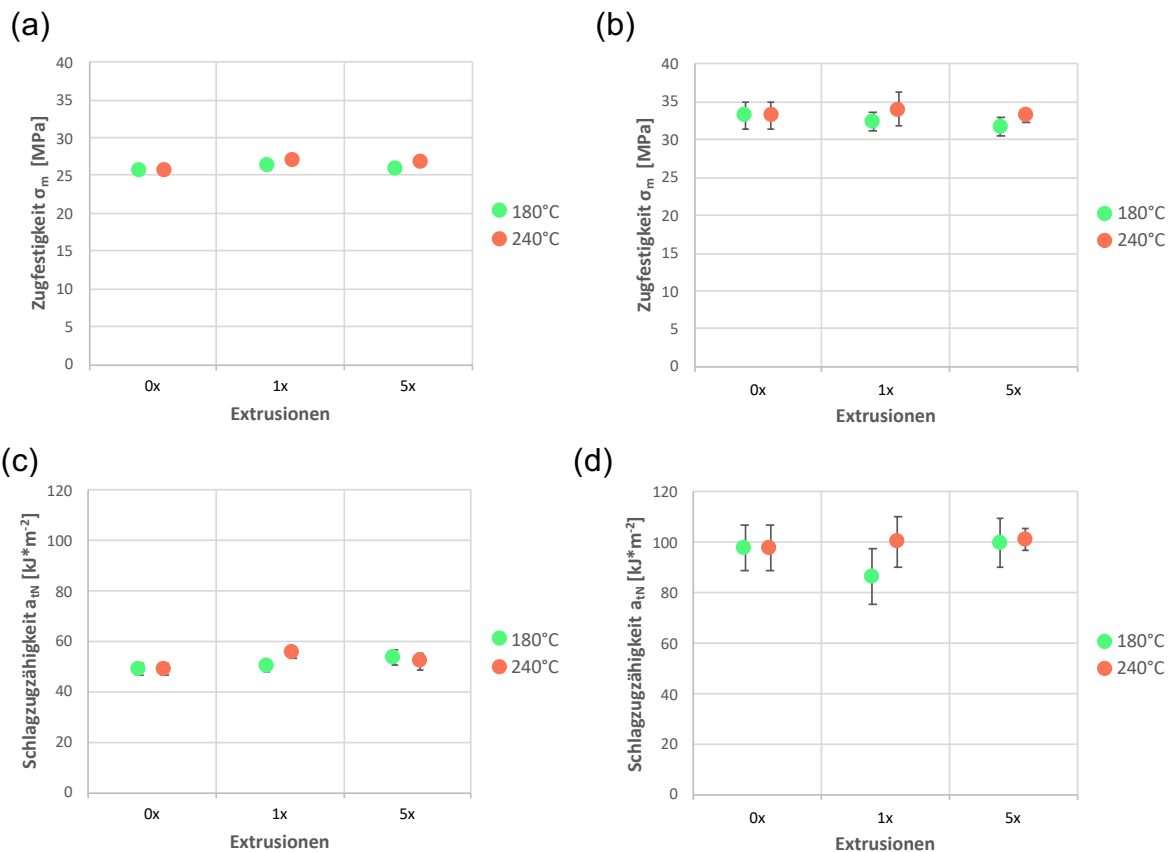 (a)
40
35
30
25
20
15
10
5
0
Zugfestigkeit σm [MPa]
0x 1x 5x
Extrusionen
180°C
240°C
(b)
40
35
30
25
20
15
10
5
0
Zugfestigkeit σm [MPa]
0x 1x 5x
Extrusionen
180°C
240°C
(c)
120
100
80
60
40
20
0
Schlagzugzähigkeit atN [kJ*m-2]
0x 1x 5x
Extrusionen
180°C
240°C
(d)
120
100
80
60
40
20
0
Schlagzugzähigkeit atN [kJ*m-2]
0x 1x 5x
Extrusionen
180°C
240°C